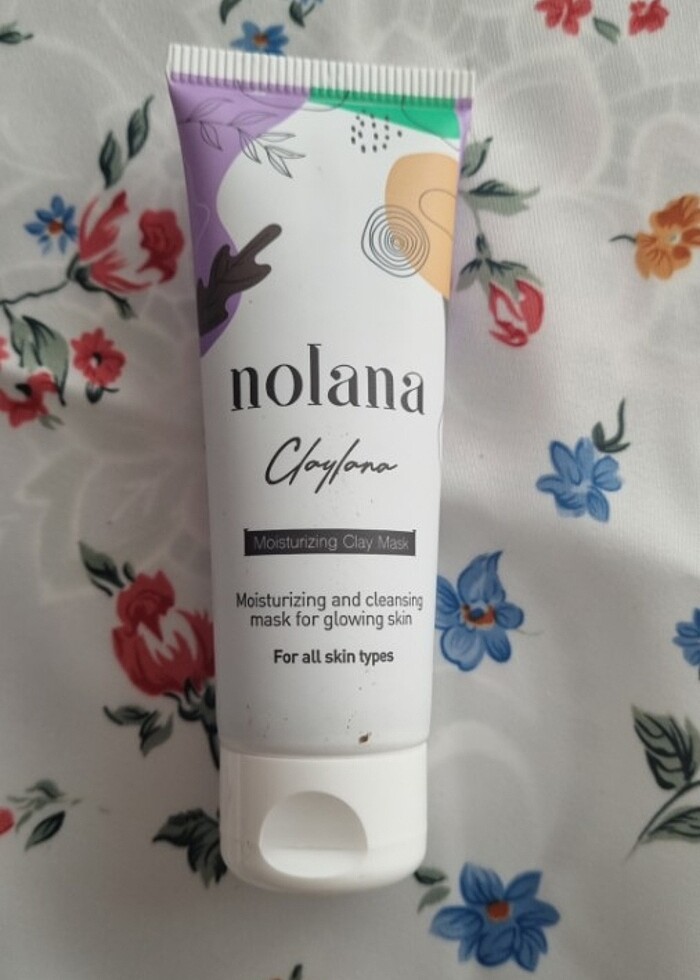 nolana
Claylana
Moisturizing Clay Mask
Moisturizing and cleansing
mask for glowing skin
For all skin types